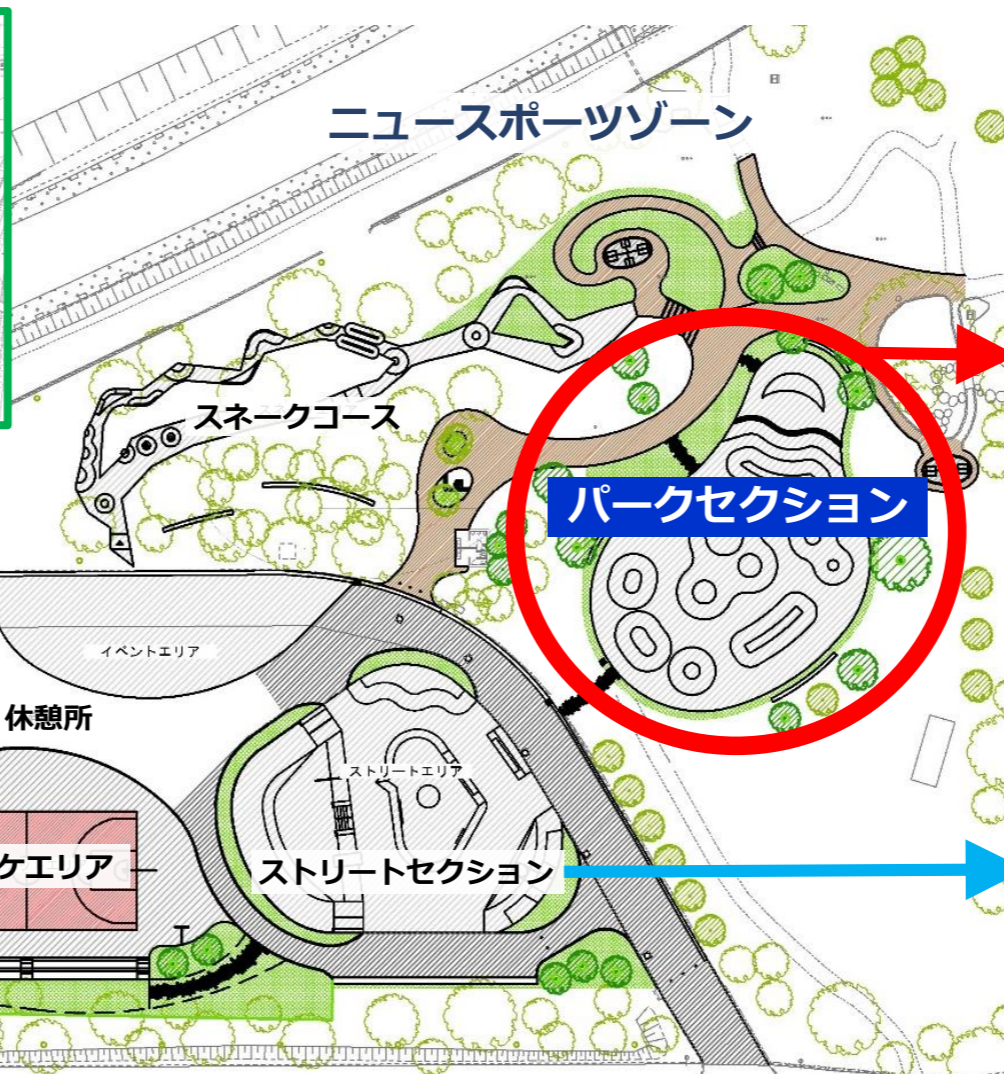 ニュースポーツゾーン
スネークコース
パークセクション
イベントエリア
休憩所
ストリートエリア
ケエリア
ストリートセクション